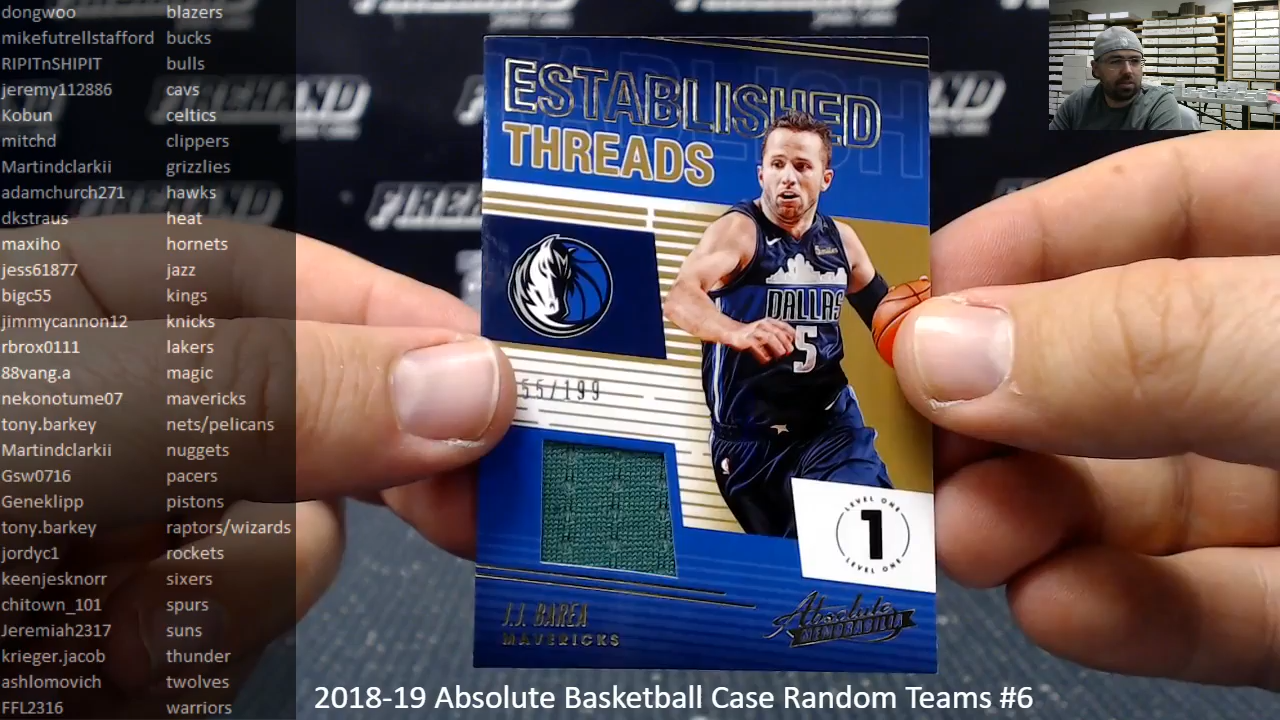 dongwoo blazers
mikefutrellstafford bucks
RIPITnSHIPIT bulls
jeremy112886 cavs
Kobun celtics
mitchd clippers
Martindclarkii grizzlies
adamchurch271 hawks
dkstraus heat
maxiho hornets
jess61877 jazz
bigc55 kings
jimmycannon12 knicks
rbrox0111 lakers
88vang.a magic
nekonotume07 mavericks
tony.barkey nets/pelicans
Martindclarkii nuggets
Gsw0716 pacers
Geneklipp pistons
tony.barkey raptors/wizards
jordyc1 rockets
keenjesknorr sixers
chitown_101 spurs
Jeremiah2317 suns
krieger.jacob thunder
ashlomovich twolves
FFL2316 warriors
ESTABLISHED
THREADS
DALLAS
5
55/199
LEVEL ONE
1
LEVEL ONE
J.J. BAREA
MAVERICKS
Absolute
MEMORABILIA
FIREHAND
2018-19 Absolute Basketball Case Random Teams #6